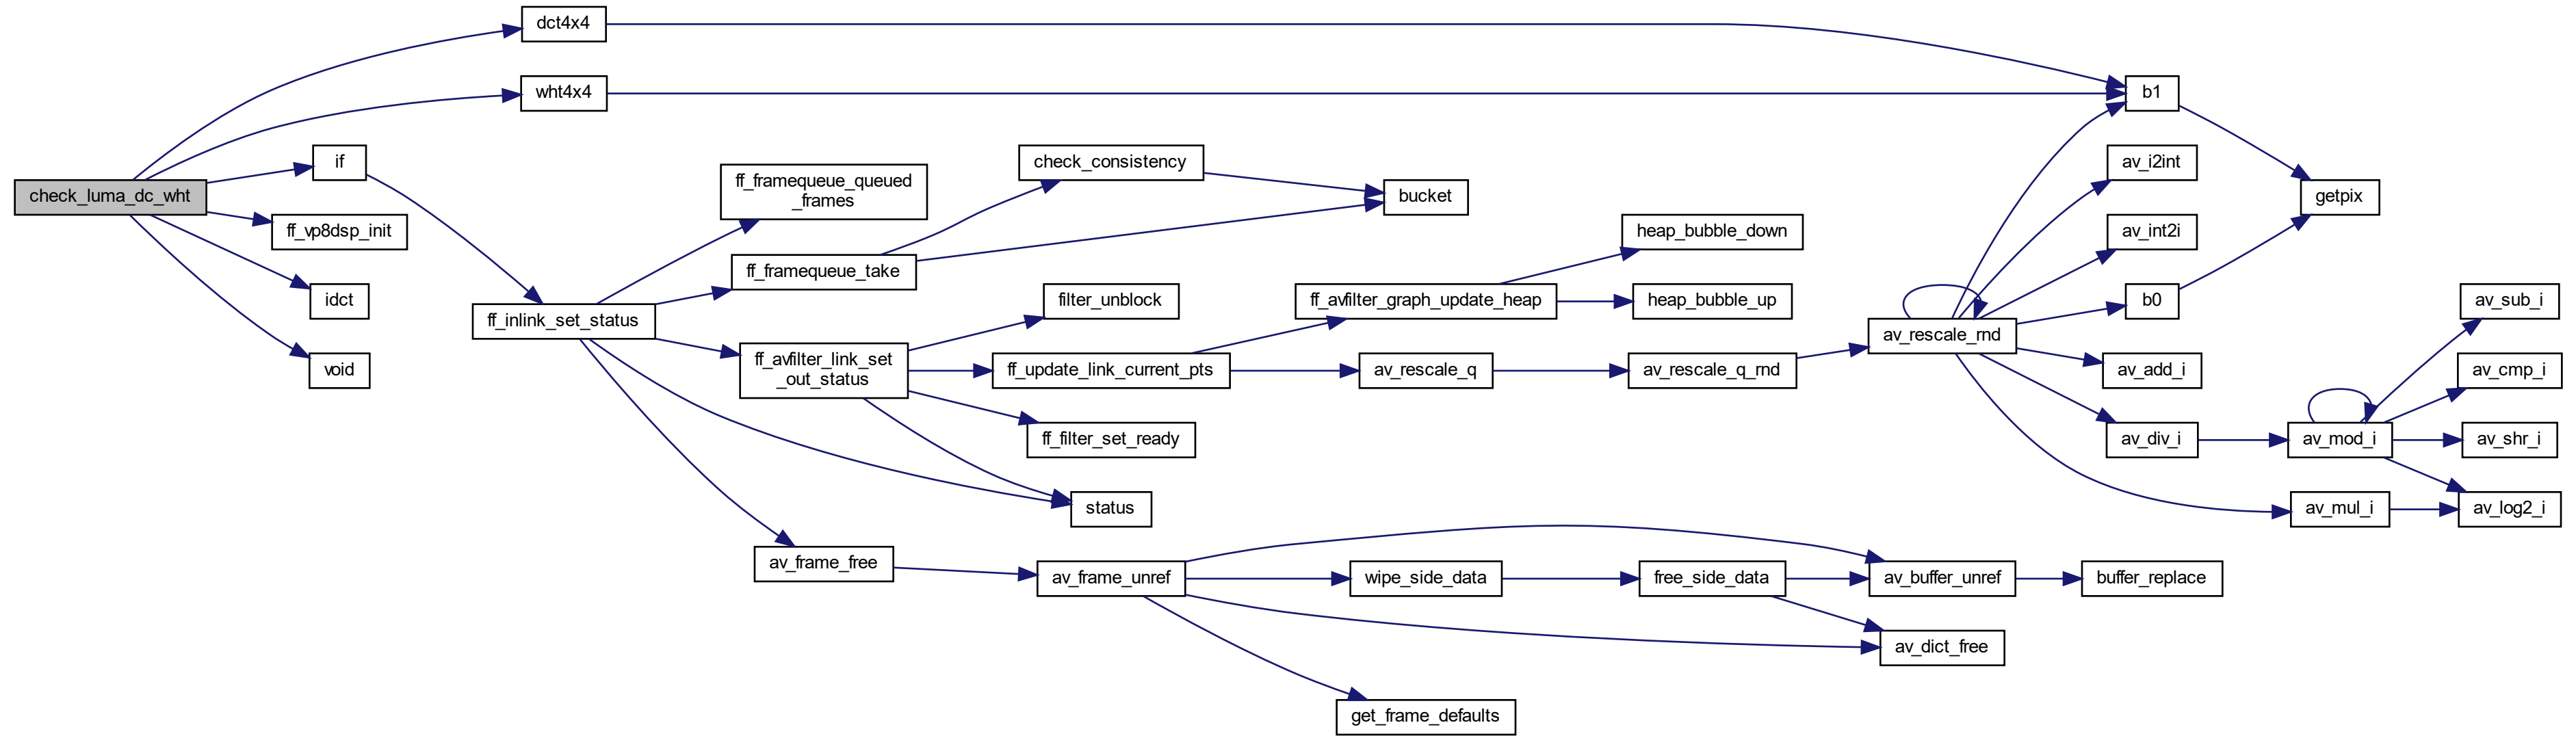 check_luma_dc_wht
dct4x4
wht4x4
if
ff_vp8dsp_init
idct
void
ff_inlink_set_status
ff_framequeue_queued
_frames
ff_framequeue_take
ff_avfilter_link_set
_out_status
av_frame_free
check_consistency
bucket
filter_unblock
ff_update_link_current_pts
ff_filter_set_ready
status
ff_avfilter_graph_update_heap
heap_bubble_down
heap_bubble_up
av_rescale_q
av_rescale_q_rnd
av_rescale_rnd
b1
av_i2int
av_int2i
b0
av_add_i
av_div_i
av_mul_i
getpix
av_mod_i
av_sub_i
av_cmp_i
av_shr_i
av_log2_i
av_frame_unref
wipe_side_data
free_side_data
av_buffer_unref
buffer_replace
av_dict_free
get_frame_defaults